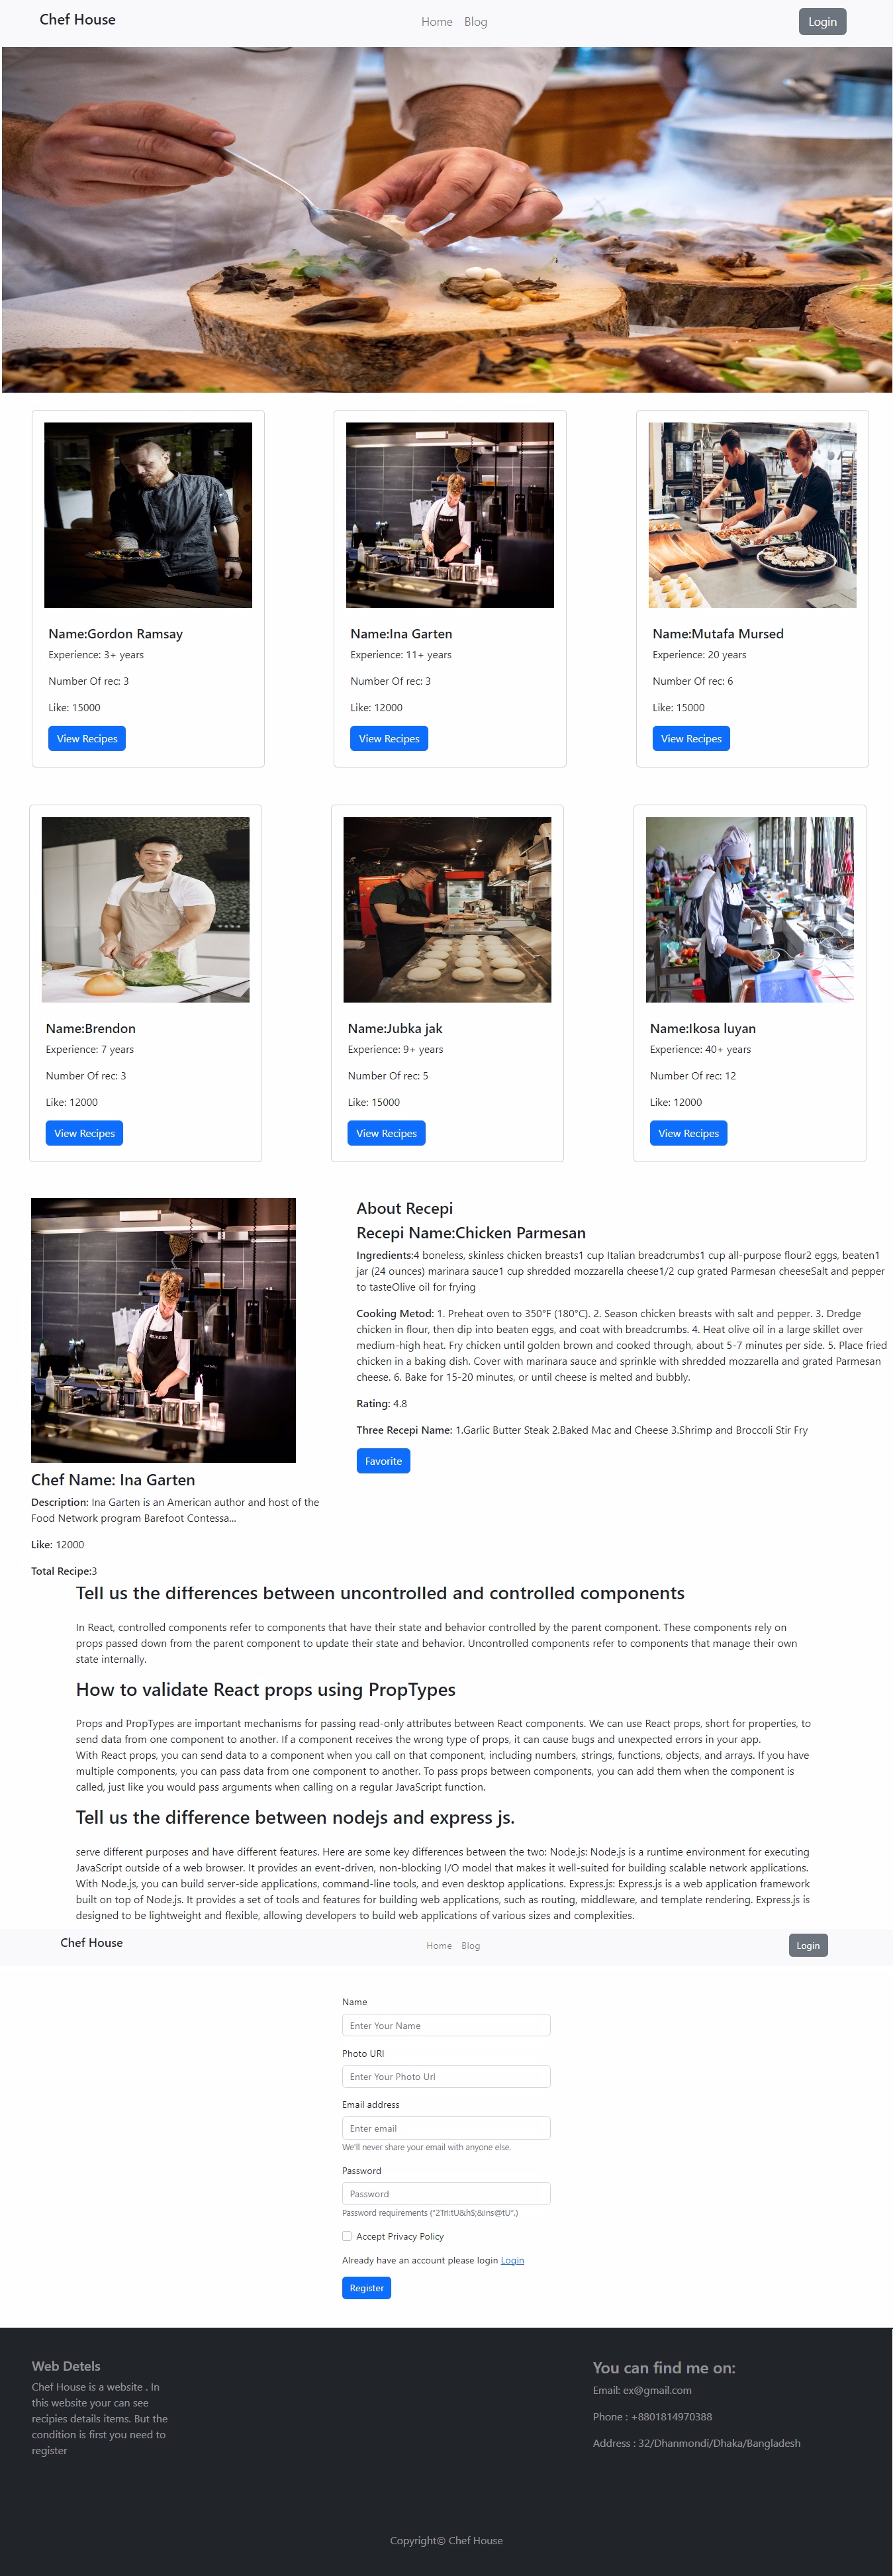 Chef House
Home Blog
Login
Name:Gordon Ramsay
Experience: 3+ years
Number Of rec: 3
Like: 15000
View Recipes
Name:Ina Garten
Experience: 11+ years
Number Of rec: 3
Like: 12000
View Recipes
Name:Mutafa Mursed
Experience: 20 years
Number Of rec: 6
Like: 15000
View Recipes
Name:Brendon
Experience: 7 years
Number Of rec: 3
Like: 12000
View Recipes
Name:Jubka jak
Experience: 9+ years
Number Of rec: 5
Like: 15000
View Recipes
Name:Ikosa luyan
Experience: 40+ years
Number Of rec: 12
Like: 12000
View Recipes
Chef Name: Ina Garten
Description: Ina Garten is an American author and host of the
Food Network program Barefoot Contessa...
Like: 12000
Total Recipe:3
About Recepi
Recepi Name:Chicken Parmesan
Ingredients:4 boneless, skinless chicken breasts1 cup Italian breadcrumbs1 cup all-purpose flour2 eggs, beaten1
jar (24 ounces) marinara sauce1 cup shredded mozzarella cheese1/2 cup grated Parmesan cheeseSalt and pepper
to tasteOlive oil for frying
Cooking Metod: 1. Preheat oven to 350°F (180°C). 2. Season chicken breasts with salt and pepper. 3. Dredge
chicken in flour, then dip into beaten eggs, and coat with breadcrumbs. 4. Heat olive oil in a large skillet over
medium-high heat. Fry chicken until golden brown and cooked through, about 5-7 minutes per side. 5. Place fried
chicken in a baking dish. Cover with marinara sauce and sprinkle with shredded mozzarella and grated Parmesan
cheese. 6. Bake for 15-20 minutes, or until cheese is melted and bubbly.
Rating: 4.8
Three Recepi Name: 1.Garlic Butter Steak 2.Baked Mac and Cheese 3.Shrimp and Broccoli Stir Fry
Favorite
Tell us the differences between uncontrolled and controlled components
In React, controlled components refer to components that have their state and behavior controlled by the parent component. These components rely on
props passed down from the parent component to update their state and behavior. Uncontrolled components refer to components that manage their own
state internally.
How to validate React props using PropTypes
Props and PropTypes are important mechanisms for passing read-only attributes between React components. We can use React props, short for properties, to
send data from one component to another. If a component receives the wrong type of props, it can cause bugs and unexpected errors in your app.
With React props, you can send data to a component when you call on that component, including numbers, strings, functions, objects, and arrays. If you have
multiple components, you can pass data from one component to another. To pass props between components, you can add them when the component is
called, just like you would pass arguments when calling on a regular JavaScript function.
Tell us the difference between nodejs and express js.
serve different purposes and have different features. Here are some key differences between the two: Node.js: Node.js is a runtime environment for executing
JavaScript outside of a web browser. It provides an event-driven, non-blocking I/O model that makes it well-suited for building scalable network applications.
With Node.js, you can build server-side applications, command-line tools, and even desktop applications. Express.js: Express.js is a web application framework
built on top of Node.js. It provides a set of tools and features for building web applications, such as routing, middleware, and template rendering. Express.js is
designed to be lightweight and flexible, allowing developers to build web applications of various sizes and complexities.
Chef House
Home Blog
Login
Name
Enter Your Name
Photo URl
Enter Your Photo Url
Email address
Enter email
We'll never share your email with anyone else.
Password
Password
Password requirements ("2Trl:tU&h$;&!ns@tU".)
Accept Privacy Policy
Already have an account please login Login
Register
Web Detels
Chef House is a website . In
this website your can see
recipies details items. But the
condition is first you need to
register
You can find me on:
Email: ex@gmail.com
Phone : +8801814970388
Address : 32/Dhanmondi/Dhaka/Bangladesh
Copyright© Chef House